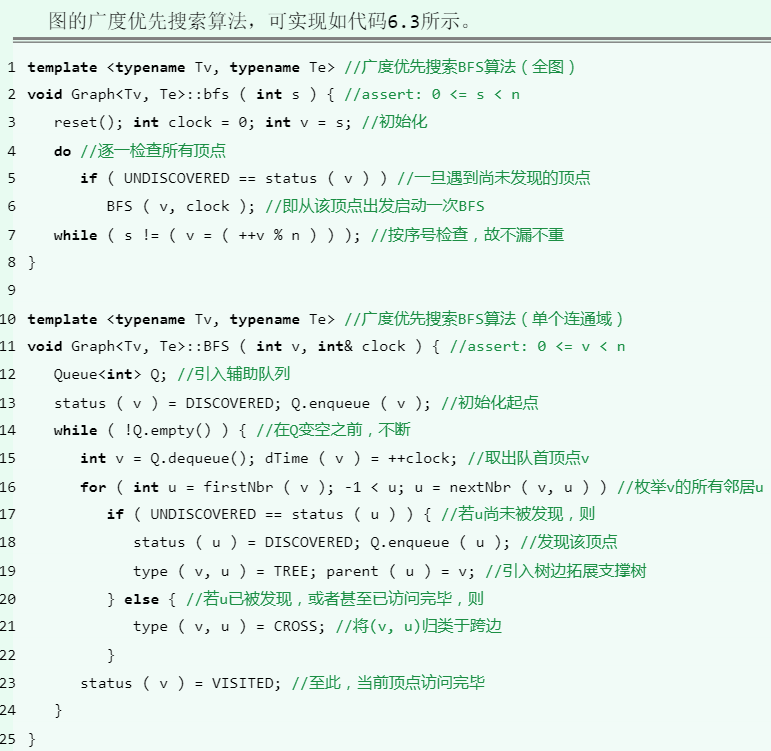 图的广度优先搜索算法，可实现如代码6.3所示。
1 template <typename Tv, typename Te> //广度优先搜索BFS算法（全图）
2 void Graph<Tv, Te>::bfs ( int s ) { //assert: 0 <= s < n
3    reset(); int clock = 0; int v = s; //初始化
4    do //逐一检查所有顶点
5       if ( UNDISCOVERED == status ( v ) ) //一旦遇到尚未发现的顶点
6          BFS ( v, clock ); //即从该顶点出发启动一次BFS
7    while ( s != ( v = ( ++v % n ) ) ); //按序号检查，故不漏不重
8 }
9
10 template <typename Tv, typename Te> //广度优先搜索BFS算法（单个连通域）
11 void Graph<Tv, Te>::BFS ( int v, int& clock ) { //assert: 0 <= v < n
12    Queue<int> Q; //引入辅助队列
13    status ( v ) = DISCOVERED; Q.enqueue ( v ); //初始化起点
14    while ( !Q.empty() ) { //在Q变空之前，不断
15       int v = Q.dequeue(); dTime ( v ) = ++clock; //取出队首顶点v
16       for ( int u = firstNbr ( v ); -1 < u; u = nextNbr ( v, u ) ) //枚举v的所有邻居u
17          if ( UNDISCOVERED == status ( u ) ) { //若u尚未被发现，则
18             status ( u ) = DISCOVERED; Q.enqueue ( u ); //发现该顶点
19             type ( v, u ) = TREE; parent ( u ) = v; //引入树边拓展支撑树
20          } else { //若u已被发现，或者甚至已访问完毕，则
21             type ( v, u ) = CROSS; //将(v, u)归类于跨边
22          }
23       status ( v ) = VISITED; //至此，当前顶点访问完毕
24    }
25 }